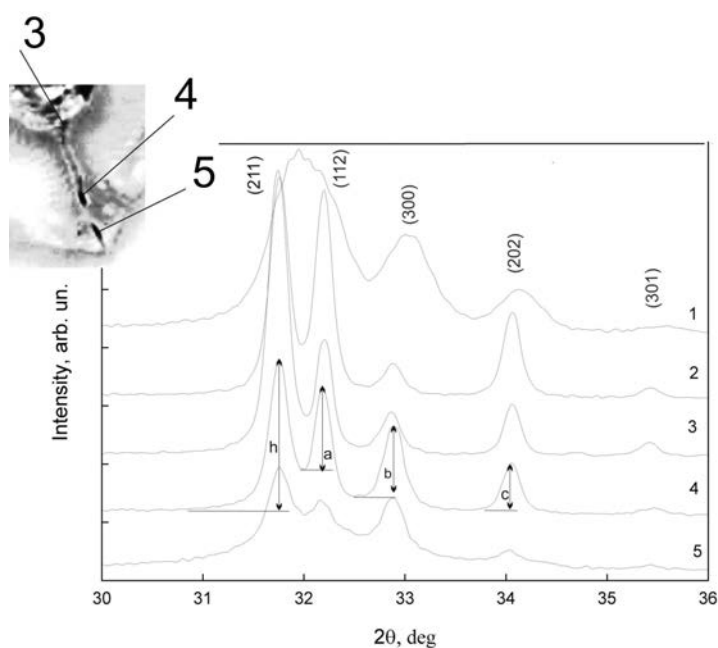 3
4
5
(211)
(112)
(300)
(202)
(301)
1
2
3
4
5
h
a
b
c
Intensity, arb. un.
30 31 32 33 34 35 36
2θ, deg